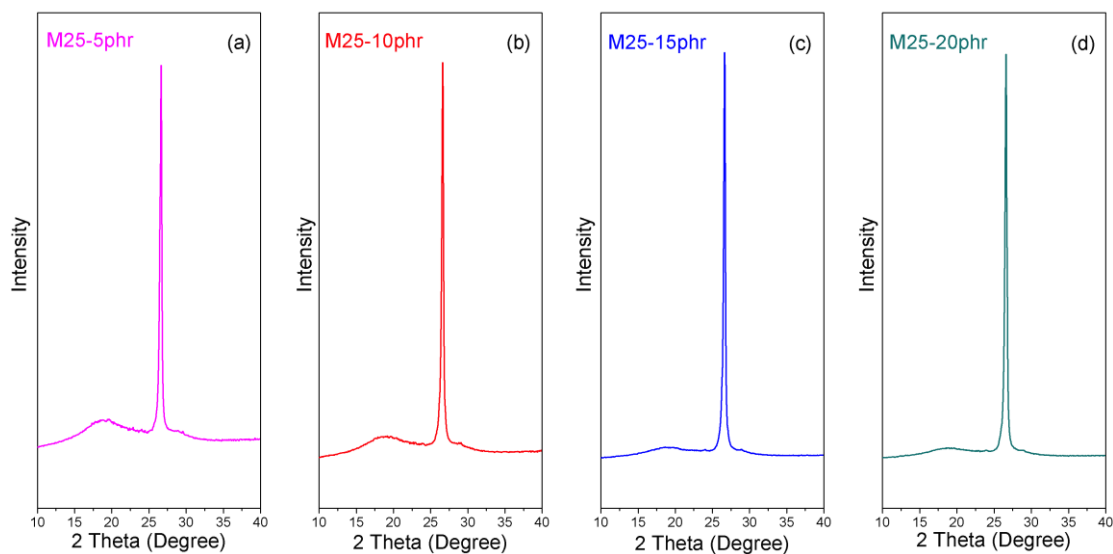 M25-5phr (a)
Intensity
10 15 20 25 30 35 40
2 Theta (Degree)
M25-10phr (b)
Intensity
10 15 20 25 30 35 40
2 Theta (Degree)
M25-15phr (c)
Intensity
10 15 20 25 30 35 40
2 Theta (Degree)
M25-20phr (d)
Intensity
10 15 20 25 30 35 40
2 Theta (Degree)